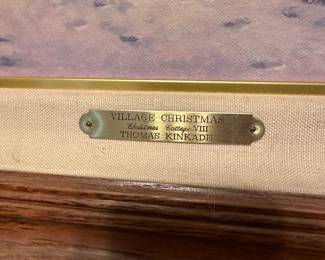 VILLAGE CHRISTMAS
Christmas Cottage VIII
THOMAS KINKADE